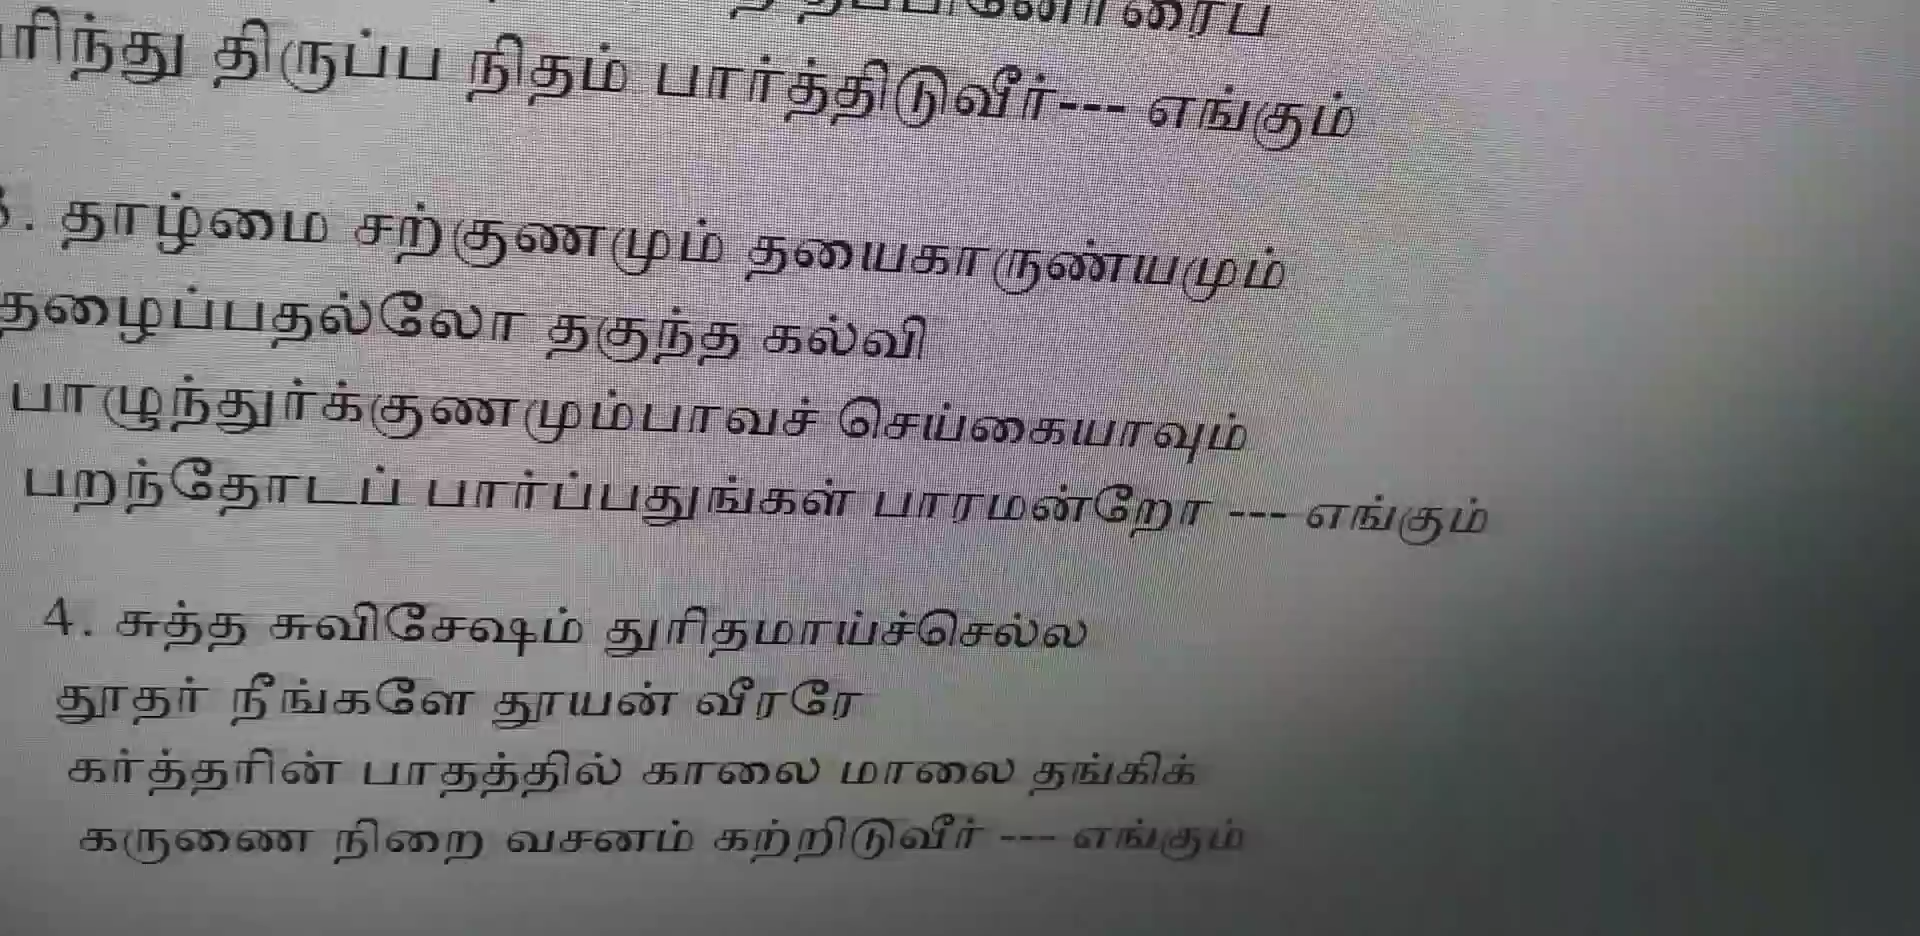 திருப்ப நிதம் பார்த்திடுவீர்--- எங்கும்
3. தாழ்மை சற்குணமும் தயைகாருண்யமும்
தழைப்பதல்லோ தகுந்த கல்வி
பாழுந்துர்க்குணமும்பாவச் செய்கையாவும்
பறந்தோடப் பார்ப்பதுங்கள் பாரமன்றோ --- எங்கும்
4. சுத்த சுவிசேஷம் துரிதமாய்ச்செல்ல
தூதர் நீங்களே தூயன் வீரரே
கர்த்தரின் பாதத்தில் காலை மாலை தங்கிக்
கருணை நிறை வசனம் கற்றிடுவீர் --- எங்கும்